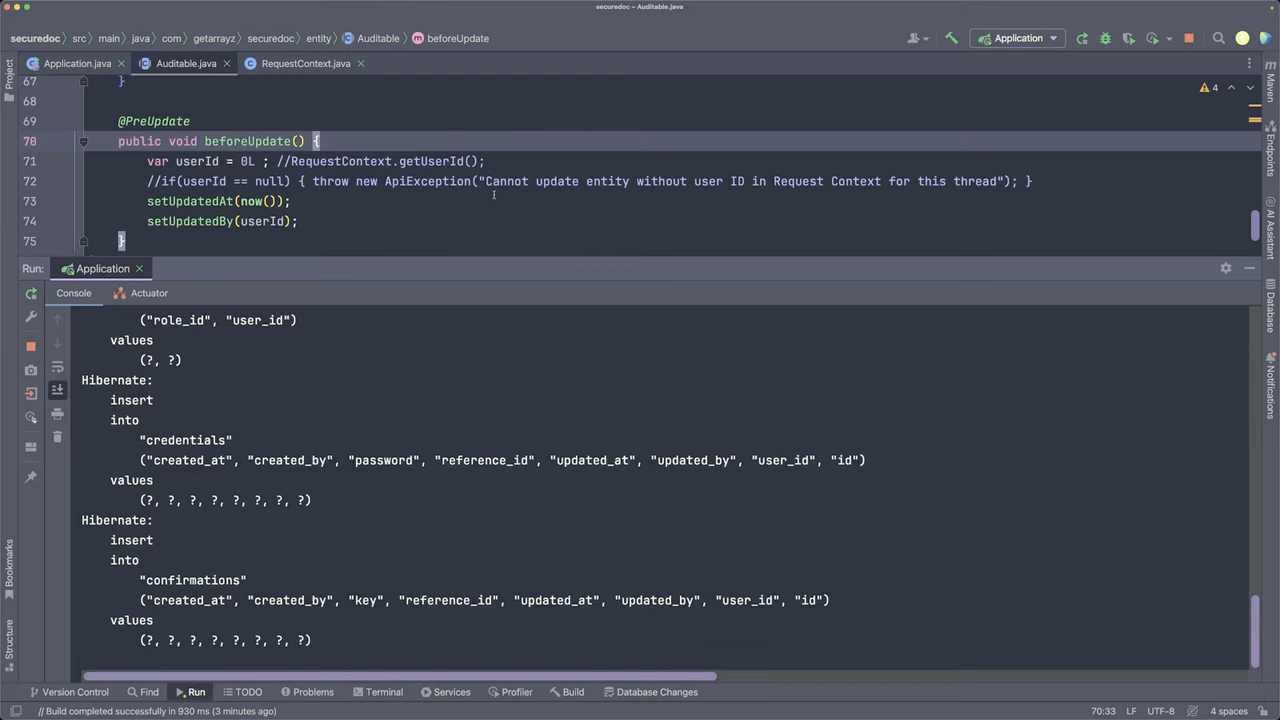 securedoc – Auditable.java
securedoc src main java com getarrayz securedoc entity Auditable beforeUpdate
Application
Project
Application.java Auditable.java RequestContext.java
Maven
Endpoints
AI Assistant
Database
Notifications
4
67 }
68
69 @PreUpdate
70 public void beforeUpdate() {
71 var userId = 0L ; //RequestContext.getUserId();
72 //if(userId == null) { throw new ApiException("Cannot update entity without user ID in Request Context for this thread"); }
73 setUpdatedAt(now());
74 setUpdatedBy(userId);
75 }
Run: Application
Console Actuator
("role_id", "user_id")
values
(?, ?)
Hibernate:
insert
into
"credentials"
("created_at", "created_by", "password", "reference_id", "updated_at", "updated_by", "user_id", "id")
values
(?, ?, ?, ?, ?, ?, ?, ?)
Hibernate:
insert
into
"confirmations"
("created_at", "created_by", "key", "reference_id", "updated_at", "updated_by", "user_id", "id")
values
(?, ?, ?, ?, ?, ?, ?, ?)
Bookmarks
Structure
Version Control Find Run TODO Problems Terminal Services Profiler Build Database Changes
// Build completed successfully in 930 ms (3 minutes ago)
70:33 LF UTF-8 4 spaces